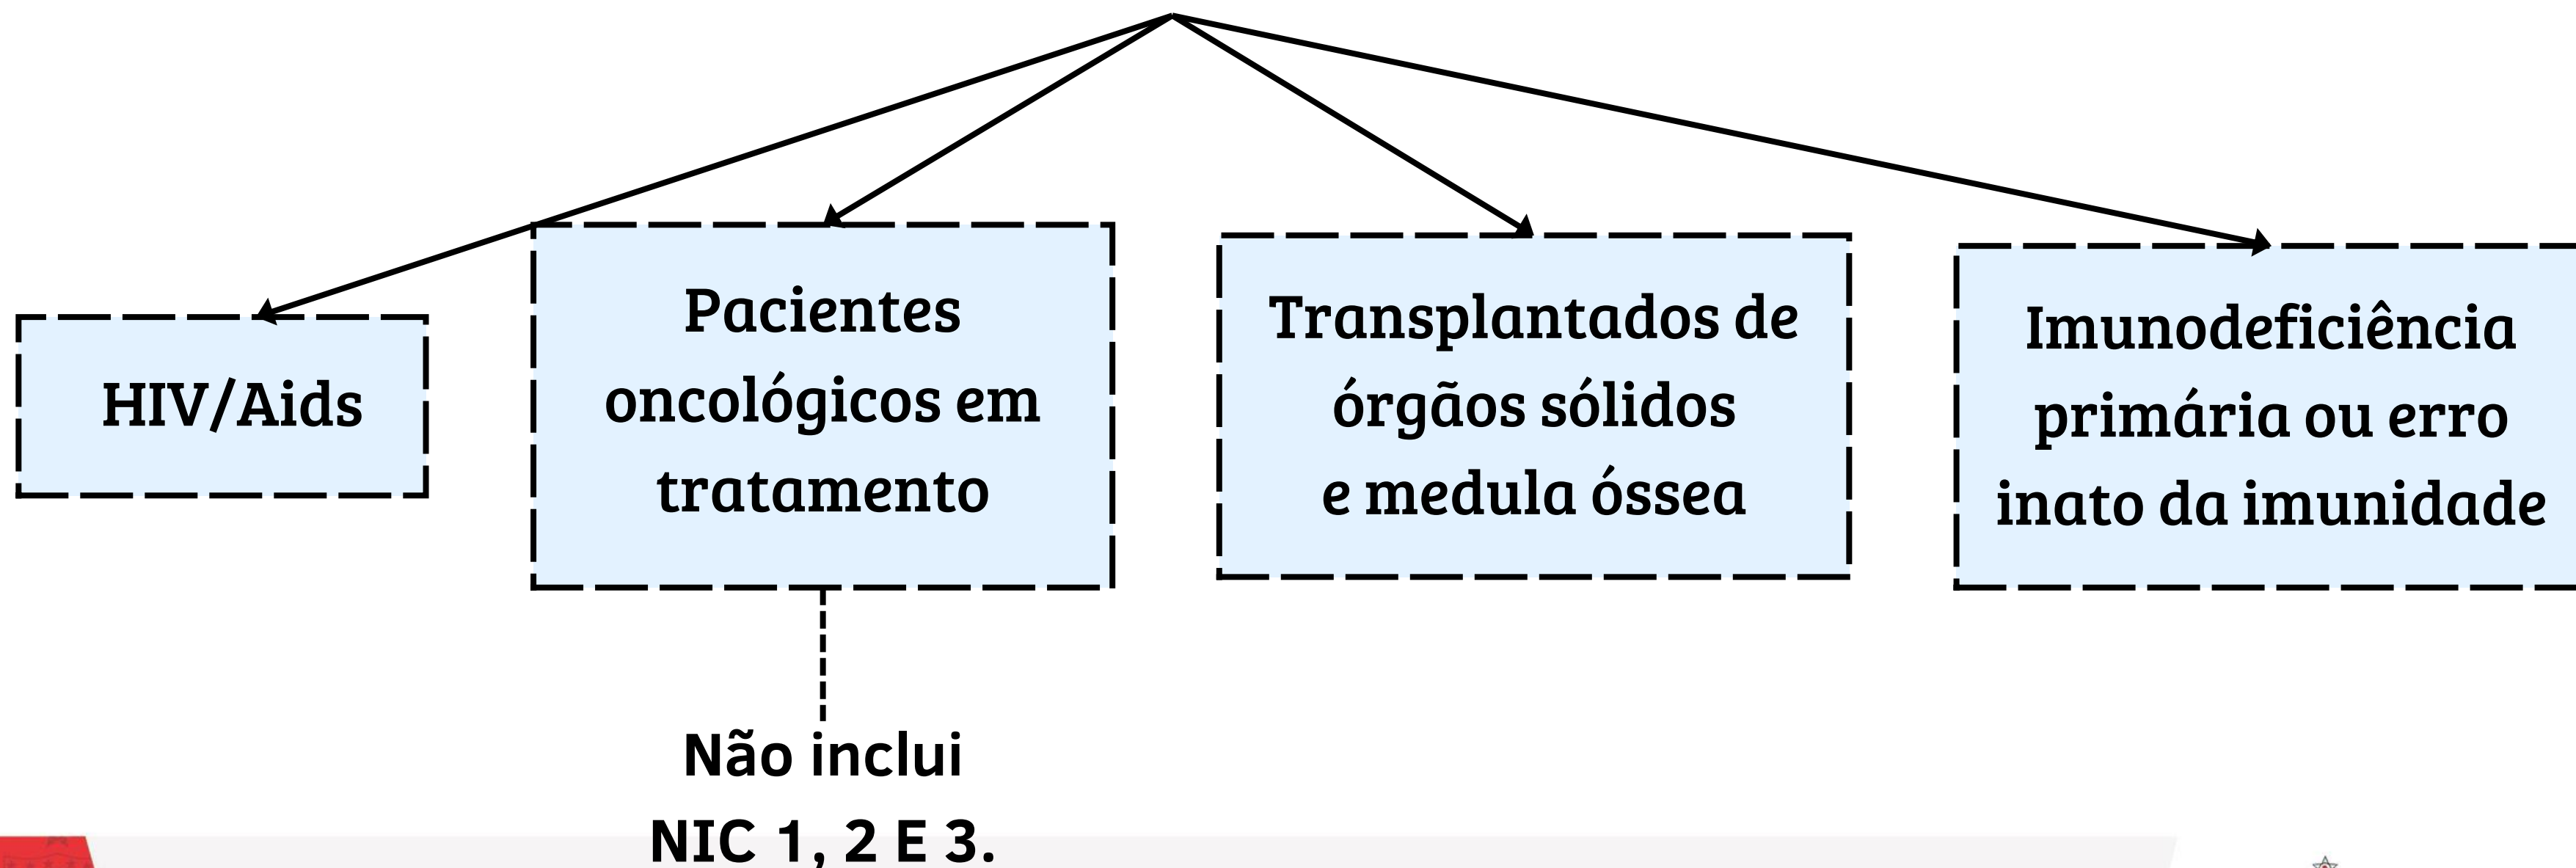 HIV/Aids
Pacientes
oncológicos em
tratamento
Transplantados de
órgãos sólidos
e medula óssea
Imunodeficiência
primária ou erro
inato da imunidade
Não inclui
NIC 1, 2 E 3.